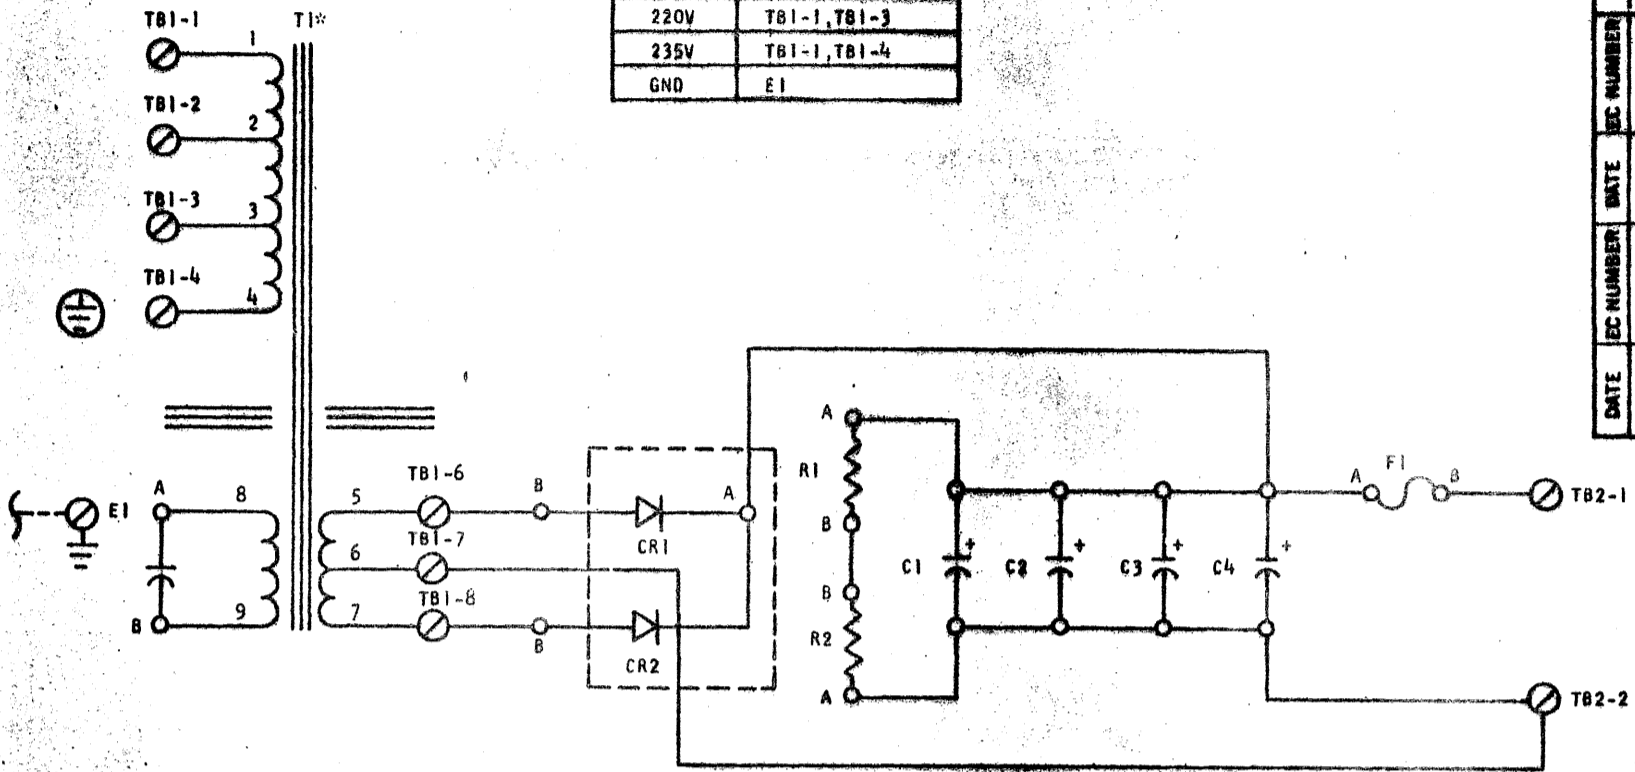 TB1-1
T1*
1
TB1-2
2
TB1-3
3
TB1-4
4
220V TB1-1,TB1-3
235V TB1-1,TB1-4
GND E1
EC NUMBER
DATE
EC NUMBER
DATE
E1
A
8
9
B
5
6
7
TB1-6
TB1-7
TB1-8
B
B
CR1
CR2
A
A
R1
B
B
R2
A
C1
+
C2
+
C3
+
C4
+
A
F1
B
TB2-1
TB2-2